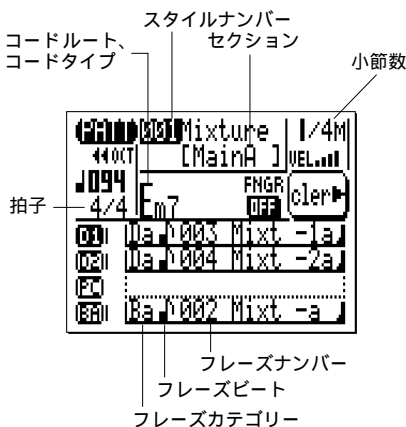 スタイルナンバー
コードルート、
コードタイプ
セクション
小節数
PATT 001 Mixture 1/4M
OCT [MainA ] VEL
094
拍子 4/4 Em7 FNGR OFF cler
D1 Da 003 Mixt -1a
D2 Da 004 Mixt -2a
PC
BA Ba 002 Mixt -a
フレーズナンバー
フレーズビート
フレーズカテゴリー